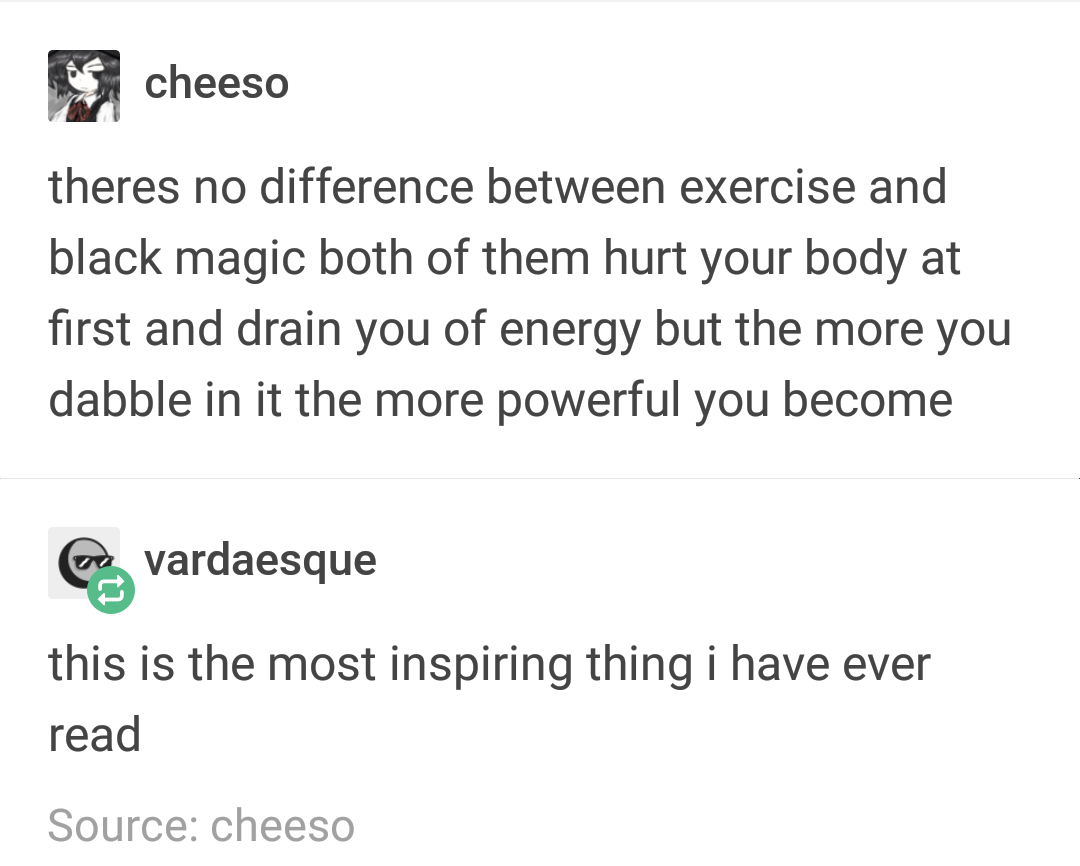 cheeso
theres no difference between exercise and
black magic both of them hurt your body at
first and drain you of energy but the more you
dabble in it the more powerful you become
vardaesque
this is the most inspiring thing i have ever
read
Source: cheeso